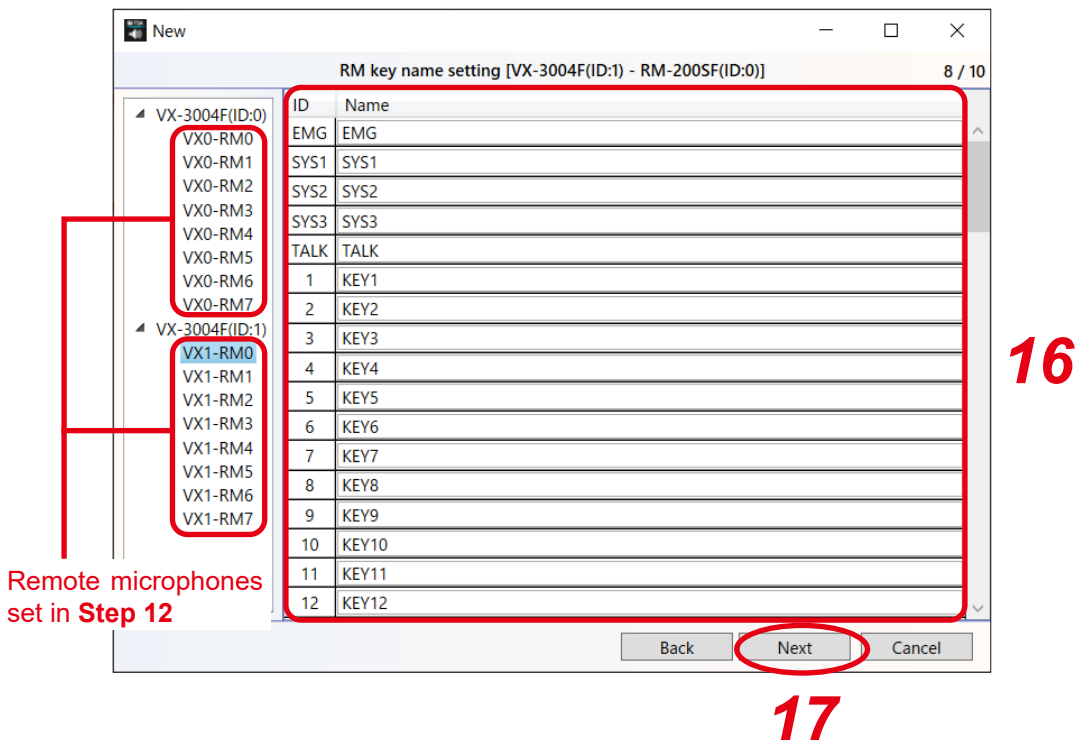 New
RM key name setting [VX-3004F(ID:1) - RM-200SF(ID:0)]
8 / 10
VX-3004F(ID:0)
VX0-RM0
VX0-RM1
VX0-RM2
VX0-RM3
VX0-RM4
VX0-RM5
VX0-RM6
VX0-RM7
VX-3004F(ID:1)
VX1-RM0
VX1-RM1
VX1-RM2
VX1-RM3
VX1-RM4
VX1-RM5
VX1-RM6
VX1-RM7
ID Name
EMG EMG
SYS1 SYS1
SYS2 SYS2
SYS3 SYS3
TALK TALK
1 KEY1
2 KEY2
3 KEY3
4 KEY4
5 KEY5
6 KEY6
7 KEY7
8 KEY8
9 KEY9
10 KEY10
11 KEY11
12 KEY12
16
Remote microphones
set in Step 12
Back Next Cancel
17